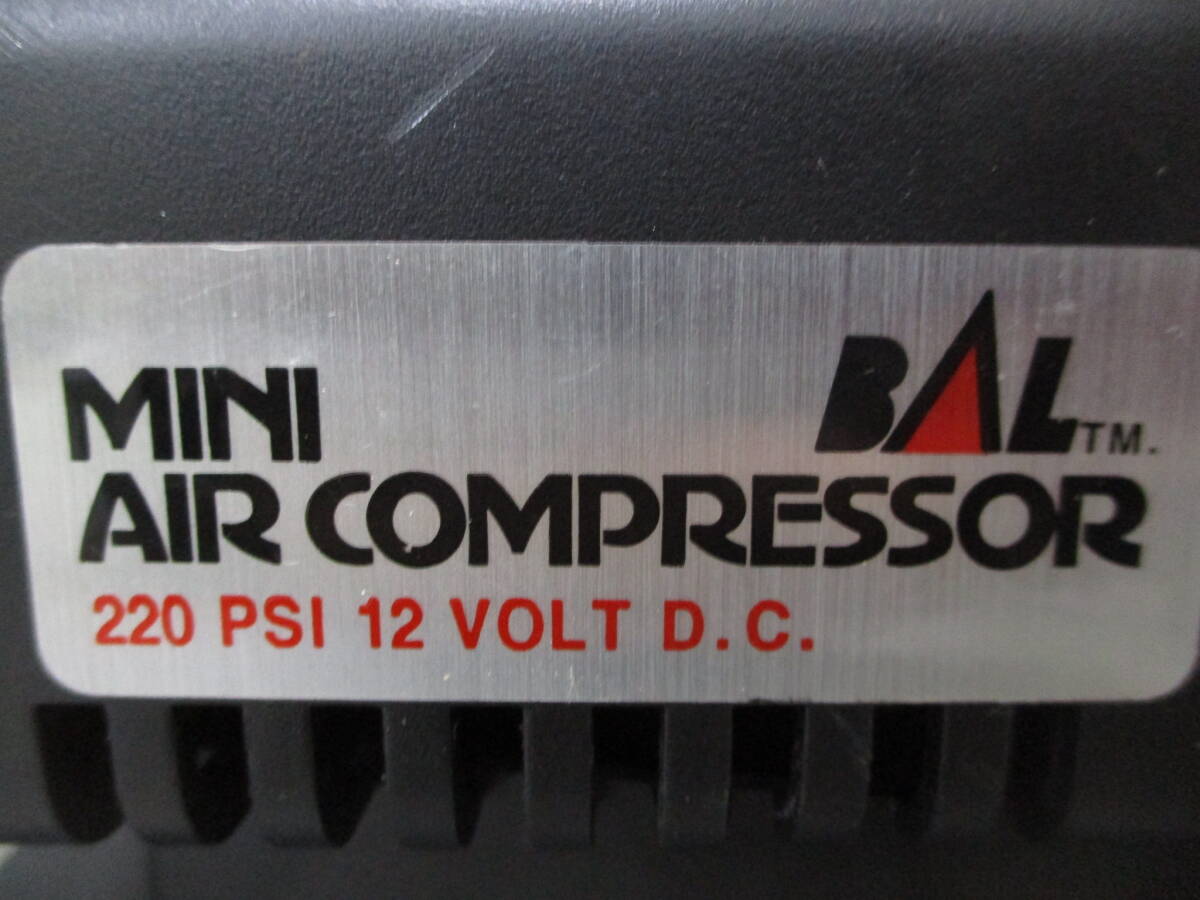 MINI
BAL TM.
AIR COMPRESSOR
220 PSI 12 VOLT D.C.